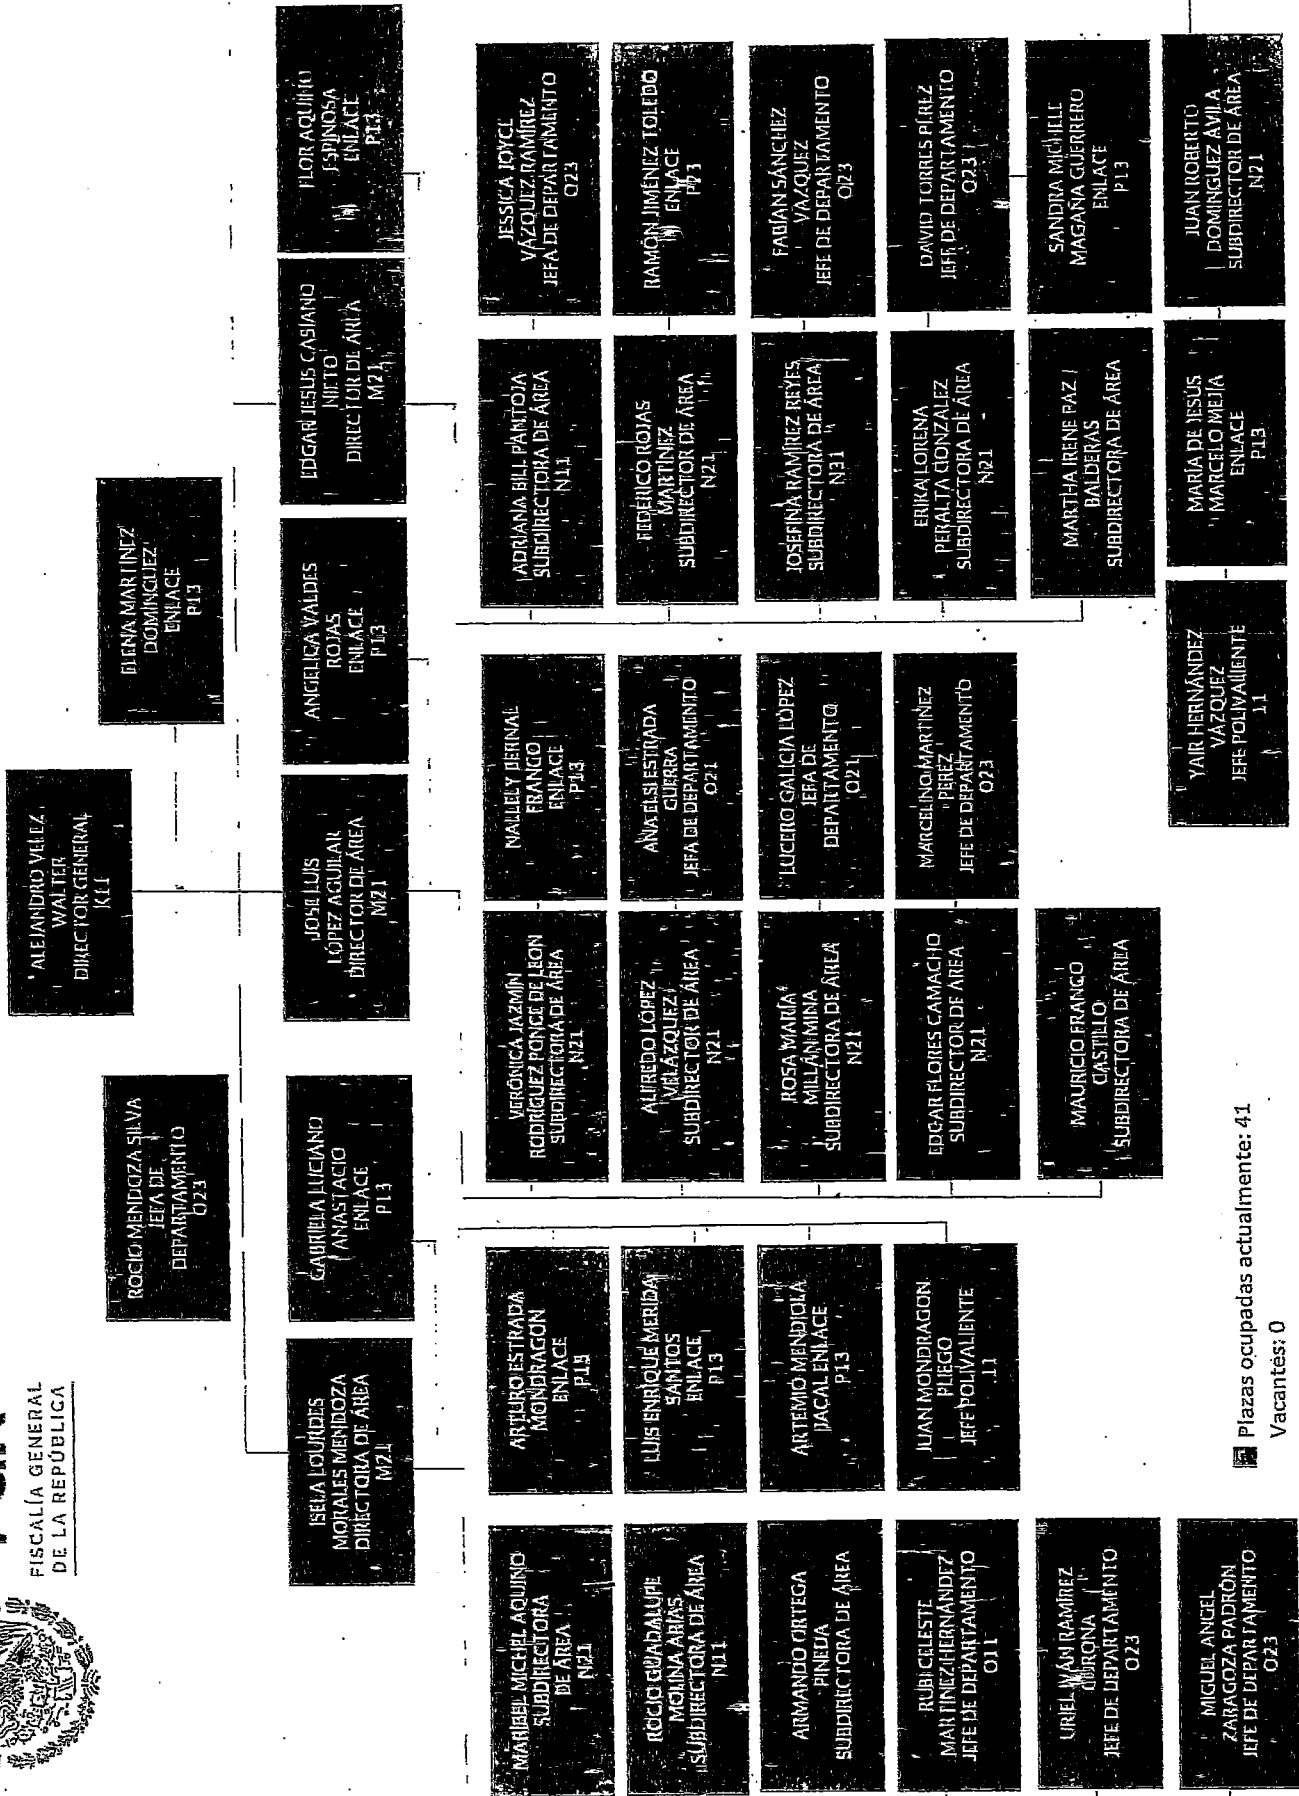 FISCALÍA GENERAL
DE LA REPÚBLICA
ALEJANDRO VELEZ
WALTER
DIRECTOR GENERAL
K11
ROCIO MENDOZA SILVA
JEFA DE
DEPARTAMENTO
O23
ELENA MARTINEZ
DOMINGUEZ
ENLACE
P13
ISELA LOURDES
MORALES MENDOZA
DIRECTORA DE ÁREA
M21
GABRIELA LUCIANO
ANASTACIO
ENLACE
P13
JOSE LUIS
LÓPEZ AGUILAR
DIRECTOR DE ÁREA
M21
ANGELICA VALDES
ROJAS
ENLACE
P13
EDGAR JESUS CASIANO
NIETO
DIRECTOR DE ÁREA
M21
FLOR AQUINO
ESPINOSA
ENLACE
P13
MARIBEL MICHEL AQUINO
SUBDIRECTORA
DE ÁREA
N21
ARTURO ESTRADA
MONDRAGON
ENLACE
P13
VERÓNICA JAZMÍN
RODRÍGUEZ PONCE DE LEON
SUBDIRECTORA DE ÁREA
N21
MALLELY BERNAL
FRANCO
ENLACE
P13
ADRIANA BILL PANTOJA
SUBDIRECTORA DE ÁREA
N11
JESSICA JOYCE
VÁZQUEZ RAMÍREZ
JEFA DE DEPARTAMENTO
O23
ROCIO GUADALUPE
MOLINA ARIAS
SUBDIRECTORA DE ÁREA
N11
LUIS ENRIQUE MERIDA
SANTOS
ENLACE
P13
ALFREDO LÓPEZ
VELÁZQUEZ
SUBDIRECTOR DE ÁREA
N21
ANA ELSI ESTRADA
GUERRA
JEFA DE DEPARTAMENTO
O21
FEDERICO ROJAS
MARTÍNEZ
SUBDIRECTOR DE ÁREA
N21
RAMÓN JIMÉNEZ TOLEDO
ENLACE
ARMANDO ORTEGA
PINEDA
SUBDIRECTORA DE ÁREA
ARTEMIO MENDIOLA
JACAL ENLACE
P13
ROSA MARÍA
MILLÁN MINA
SUBDIRECTORA DE ÁREA
N21
LUCERO GALICIA LÓPEZ
JEFA DE
DEPARTAMENTO
O21
JOSEFINA RAMÍREZ REYES
SUBDIRECTORA DE ÁREA
N31
FABIÁN SÁNCHEZ
VAZQUEZ
JEFE DE DEPARTAMENTO
O23
RUBI CELESTE
MARTINEZ HERNÁNDEZ
JEFE DE DEPARTAMENTO
O11
JUAN MONDRAGON
PLIEGO
JEFE POLIVALIENTE
11
EDGAR FLORES CAMACHO
SUBDIRECTOR DE ÁREA
N21
MARCELINO MARTINEZ
PEREZ
JEFE DE DEPARTAMENTO
O23
ERIKA LORENA
PERALTA GONZALEZ
SUBDIRECTORA DE ÁREA
N21
DAVID TORRES PEREZ
JEFE DE DEPARTAMENTO
O23
URIEL IVÁN RAMÍREZ
CORONA
JEFE DE DEPARTAMENTO
O23
MAURICIO FRANCO
CASTILLO
SUBDIRECTORA DE ÁREA
MARTHA IRENE PAZ
BALDERAS
SUBDIRECTORA DE ÁREA
SANDRA MICHELL
MAGAÑA GUERRERO
ENLACE
P13
MIGUEL ANGEL
ZARAGOZA PADRÓN
JEFE DE DEPARTAMENTO
O23
YAIR HERNÁNDEZ
VÁZQUEZ
JEFE POLIVALIENTE
11
MARÍA DE JESÚS
MARCELO MEJÍA
ENLACE
P13
JUAN ROBERTO
DOMINGUEZ ÁVILA
SUBDIRECTOR DE ÁREA
N21
Plazas ocupadas actualmente: 41
Vacantes: 0